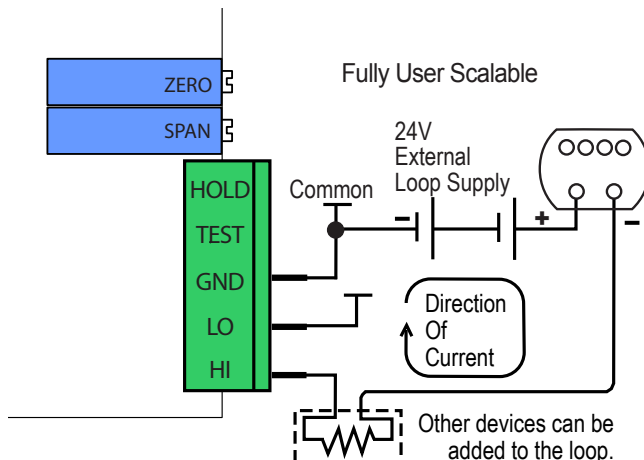 Fully User Scalable
ZERO
SPAN
24V
External
Loop Supply
HOLD
Common
TEST
GND
LO
HI
–
+
–
Direction
Of
Current
Other devices can be
added to the loop.